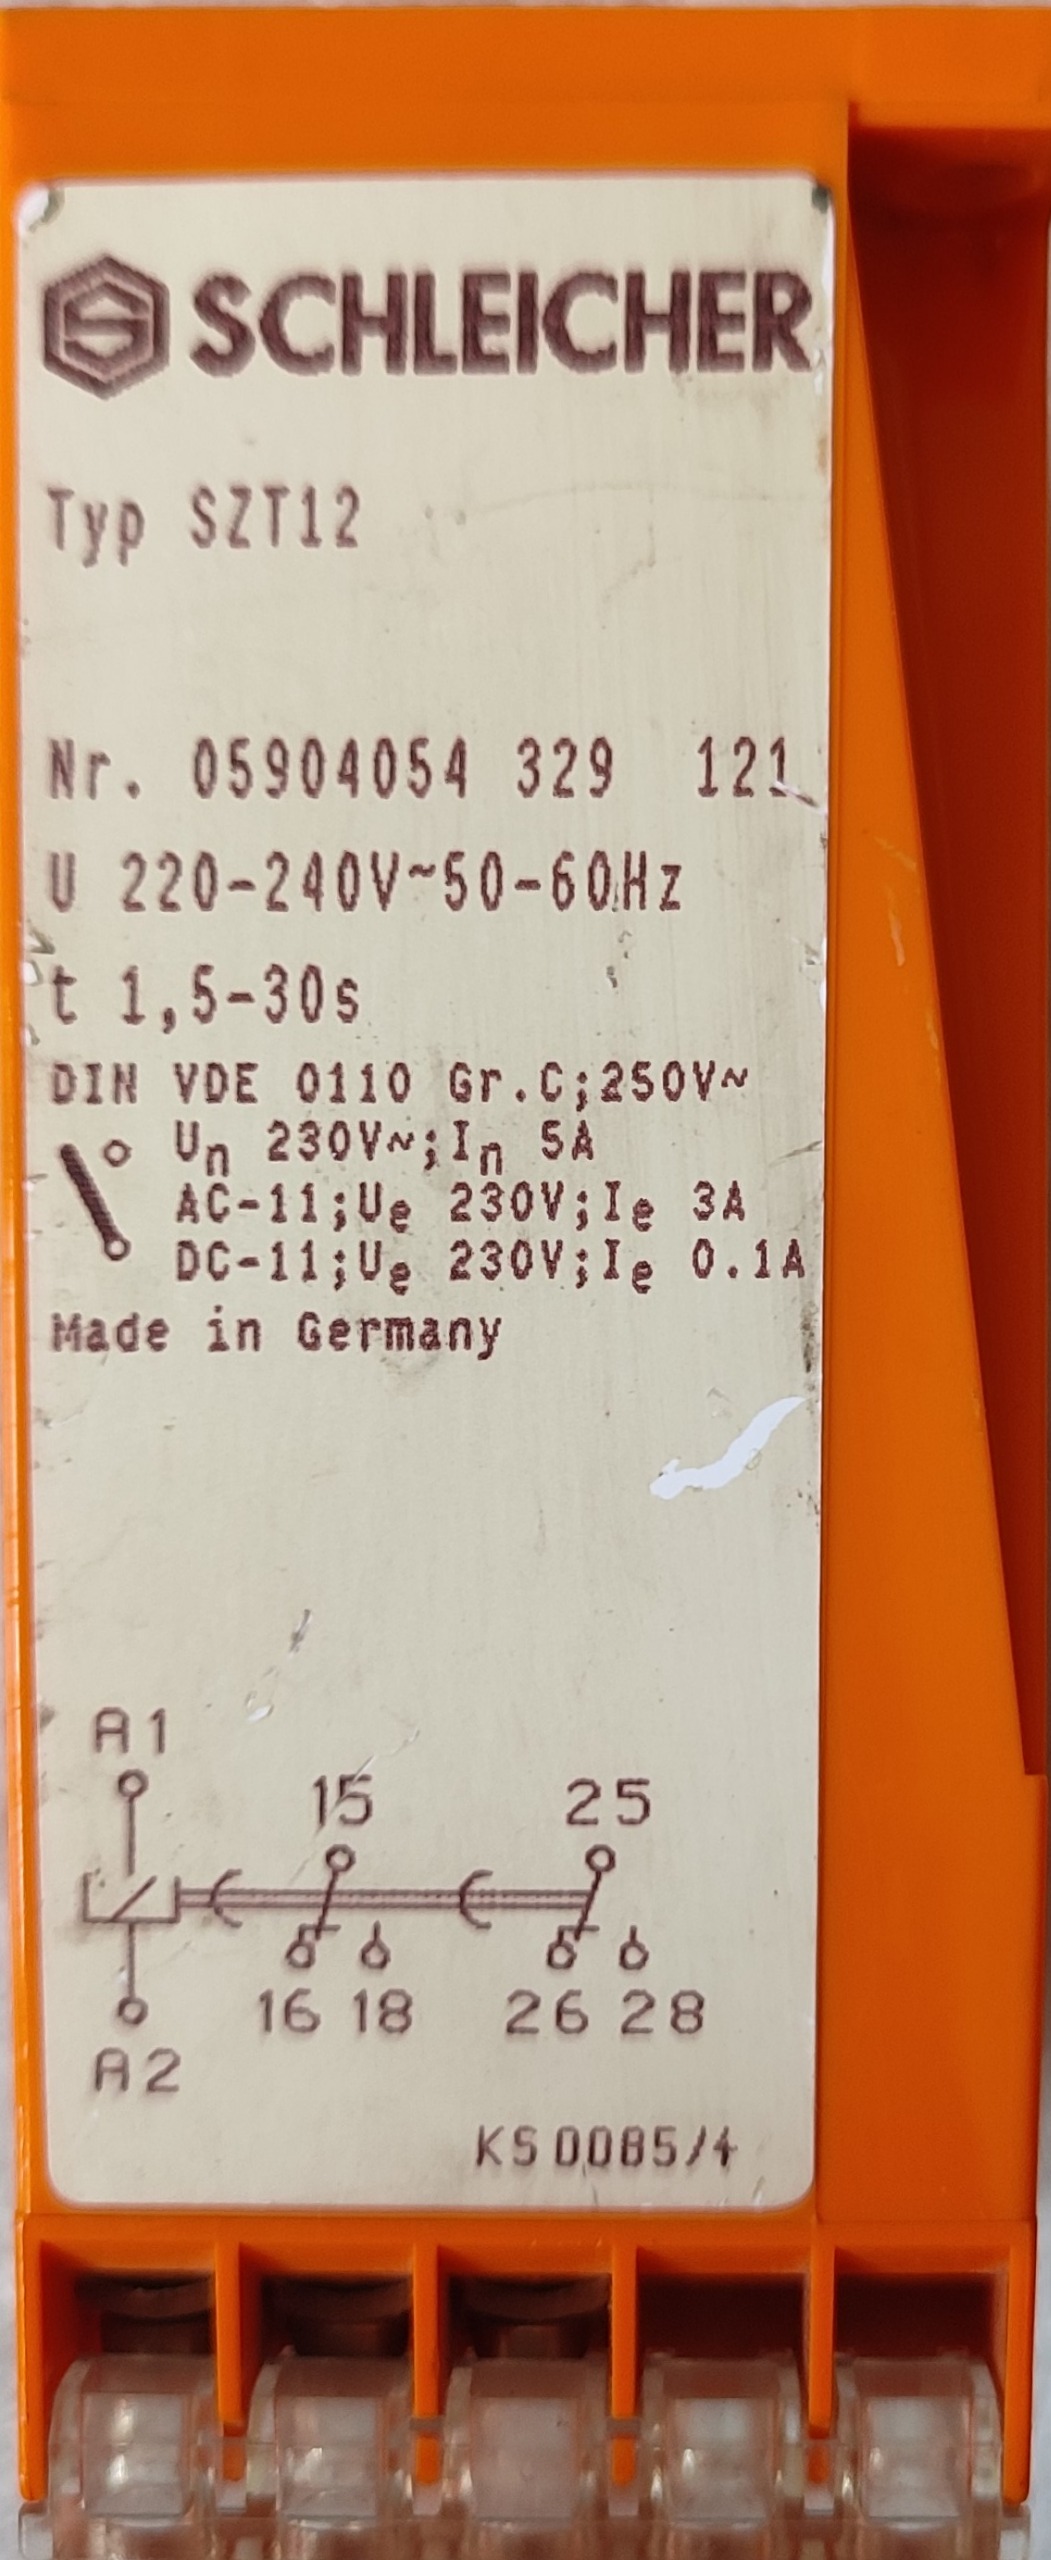 SCHLEICHER
Typ SZT12
Nr. 05904054 329 121
U 220-240V~50-60Hz
t 1,5-30s
DIN VDE 0110 Gr.C;250V~
Un 230V~;In 5A
AC-11;Ue 230V;Ie 3A
DC-11;Ue 230V;Ie 0.1A
Made in Germany
A1
15 25
16 18 26 28
A2
KS 0085/4